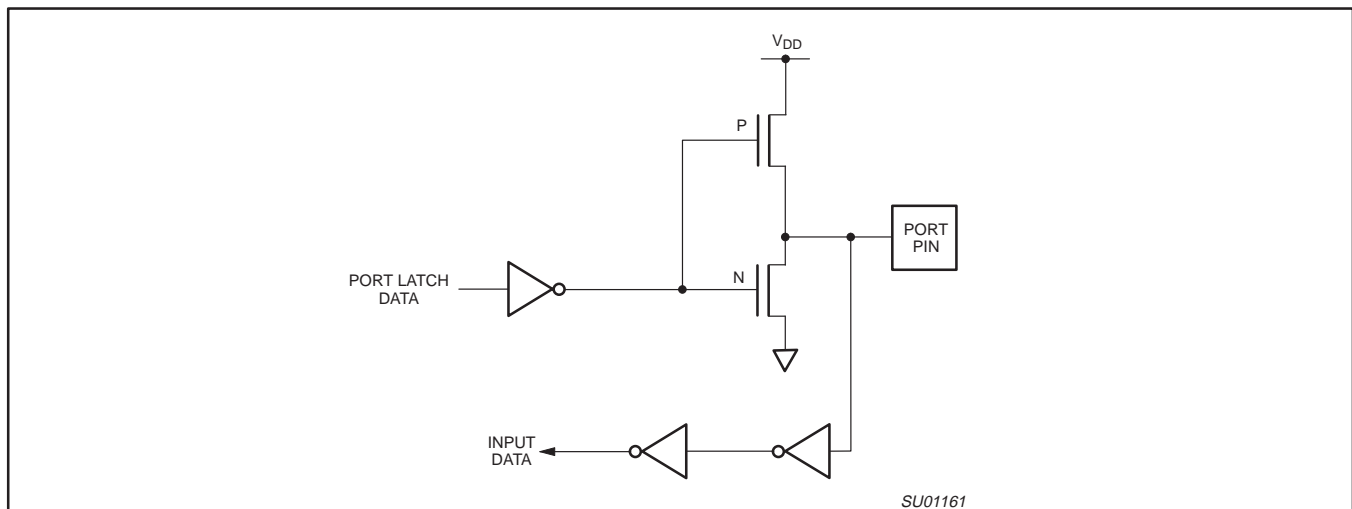 VDD
P
PORT
PIN
N
PORT LATCH
DATA
INPUT
DATA
SU01161